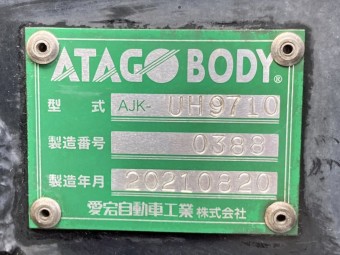 ATAGO BODY®
型式 AJK- UH9710
製造番号 0388
製造年月 20210820
愛宕自動車工業株式会社